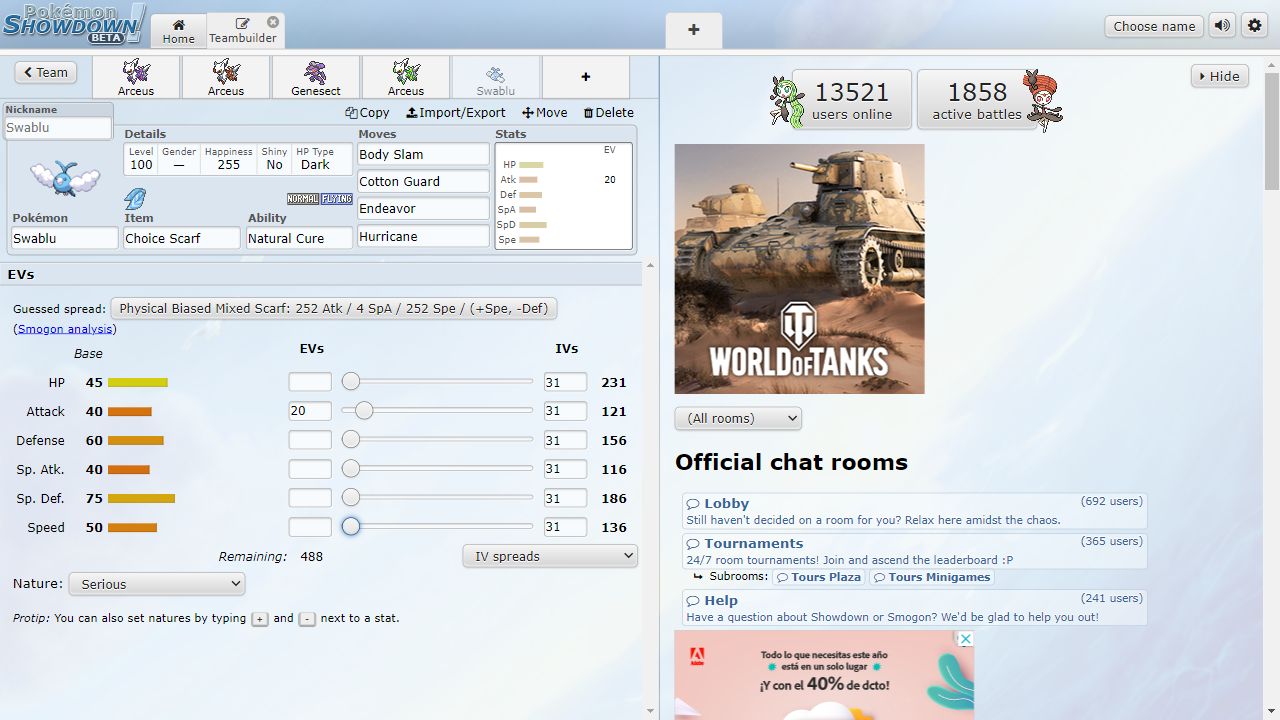 Pokémon
SHOWDOWN!
BETA
Home
Teambuilder
+
Choose name
Team
Arceus
Arceus
Genesect
Arceus
Swablu
+
Nickname
Swablu
Copy
Import/Export
Move
Delete
Details
Level
100
Gender
—
Happiness
255
Shiny
No
HP Type
Dark
NORMAL FLYING
Pokémon
Swablu
Item
Choice Scarf
Ability
Natural Cure
Moves
Body Slam
Cotton Guard
Endeavor
Hurricane
Stats
EV
HP
Atk 20
Def
SpA
SpD
Spe
EVs
Guessed spread: Physical Biased Mixed Scarf: 252 Atk / 4 SpA / 252 Spe / (+Spe, -Def)
(Smogon analysis)
Base EVs IVs
HP 45 31 231
Attack 40 20 31 121
Defense 60 31 156
Sp. Atk. 40 31 116
Sp. Def. 75 31 186
Speed 50 31 136
Remaining: 488
IV spreads
Nature: Serious
Protip: You can also set natures by typing + and - next to a stat.
13521
users online
1858
active battles
Hide
WORLD OF TANKS
(All rooms)
Official chat rooms
Lobby (692 users)
Still haven't decided on a room for you? Relax here amidst the chaos.
Tournaments (365 users)
24/7 room tournaments! Join and ascend the leaderboard :P
Subrooms: Tours Plaza Tours Minigames
Help (241 users)
Have a question about Showdown or Smogon? We'd be glad to help you out!
Adobe
Todo lo que necesitas este año
está en un solo lugar
¡Y con el 40% de dcto!